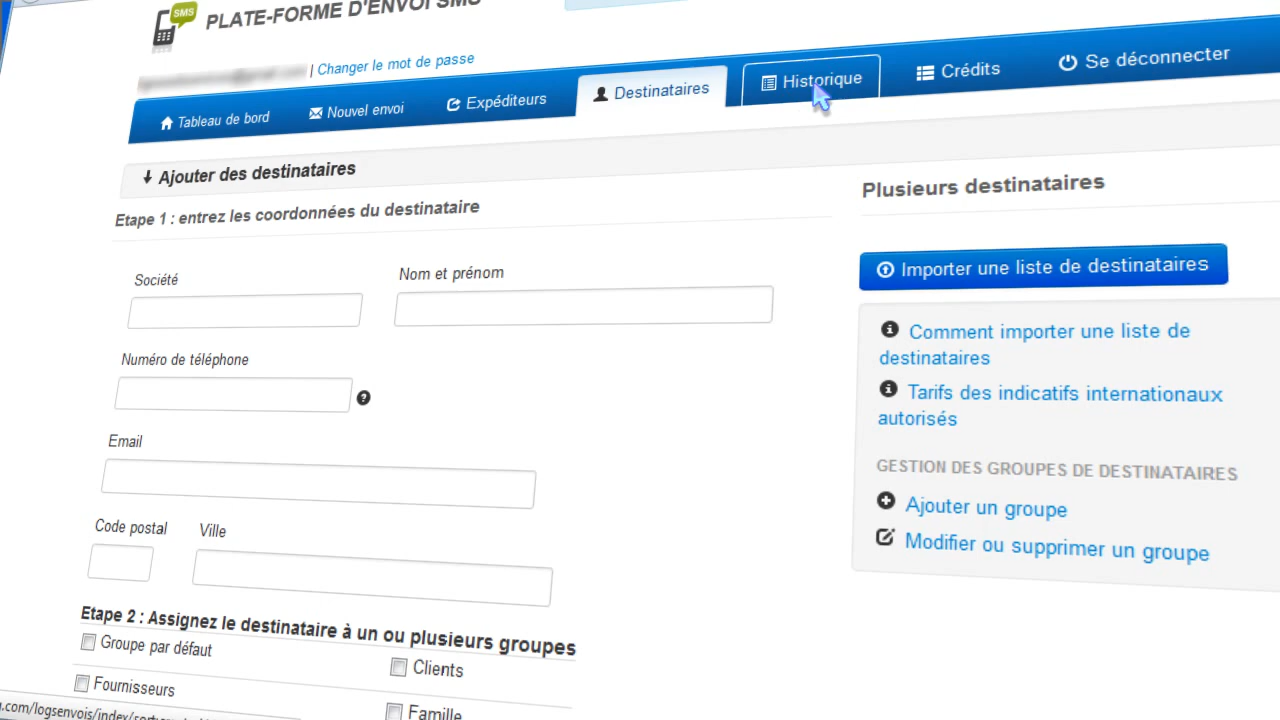 SMS
PLATE-FORME D'ENVOI SMS
| Changer le mot de passe
Tableau de bord
Nouvel envoi
Expéditeurs
Destinataires
Historique
Crédits
Se déconnecter
Ajouter des destinataires
Etape 1 : entrez les coordonnées du destinataire
Société
Nom et prénom
Numéro de téléphone
?
Email
Code postal
Ville
Etape 2 : Assignez le destinataire à un ou plusieurs groupes
Groupe par défaut
Clients
Fournisseurs
Famille
Plusieurs destinataires
Importer une liste de destinataires
Comment importer une liste de
destinataires
Tarifs des indicatifs internationaux
autorisés
GESTION DES GROUPES DE DESTINATAIRES
Ajouter un groupe
Modifier ou supprimer un groupe
.com/logsenvois/index/